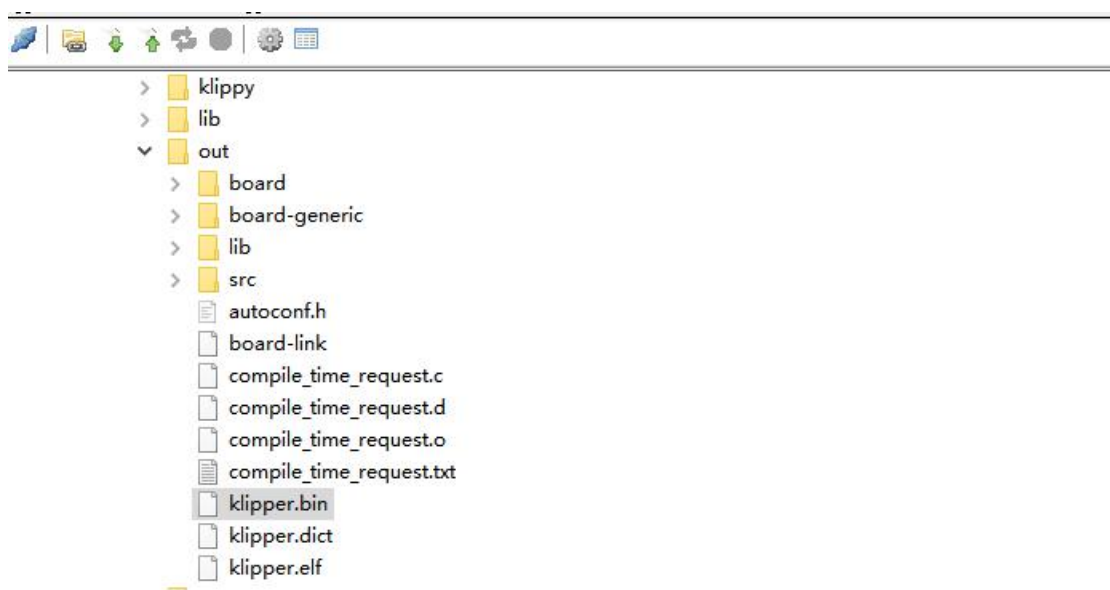 klippy
lib
out
board
board-generic
lib
src
autoconf.h
board-link
compile_time_request.c
compile_time_request.d
compile_time_request.o
compile_time_request.txt
klipper.bin
klipper.dict
klipper.elf